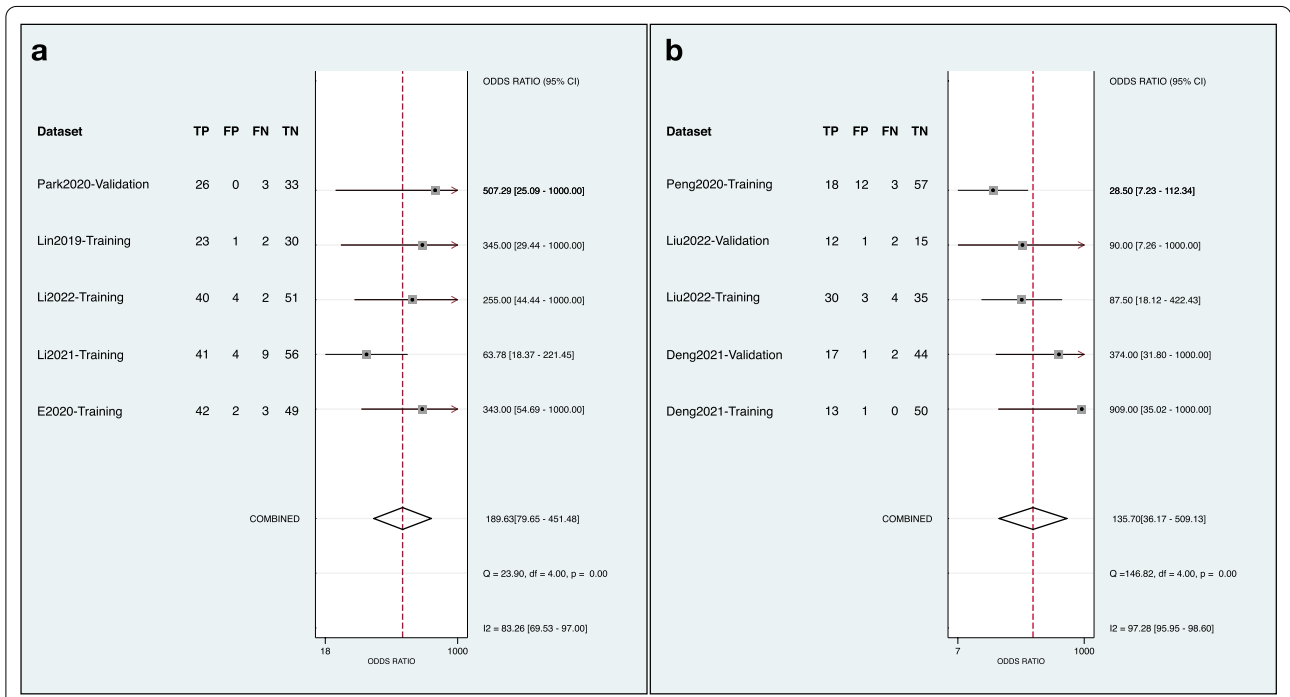 a
ODDS RATIO (95% CI)
Dataset TP FP FN TN
Park2020-Validation 26 0 3 33 507.29 [25.09 - 1000.00]
Lin2019-Training 23 1 2 30 345.00 [29.44 - 1000.00]
Li2022-Training 40 4 2 51 255.00 [44.44 - 1000.00]
Li2021-Training 41 4 9 56 63.78 [18.37 - 221.45]
E2020-Training 42 2 3 49 343.00 [54.69 - 1000.00]
COMBINED 189.63[79.65 - 451.48]
Q = 23.90, df = 4.00, p = 0.00
I2 = 83.26 [69.53 - 97.00]
18 1000
ODDS RATIO
b
ODDS RATIO (95% CI)
Dataset TP FP FN TN
Peng2020-Training 18 12 3 57 28.50 [7.23 - 112.34]
Liu2022-Validation 12 1 2 15 90.00 [7.26 - 1000.00]
Liu2022-Training 30 3 4 35 87.50 [18.12 - 422.43]
Deng2021-Validation 17 1 2 44 374.00 [31.80 - 1000.00]
Deng2021-Training 13 1 0 50 909.00 [35.02 - 1000.00]
COMBINED 135.70[36.17 - 509.13]
Q =146.82, df = 4.00, p = 0.00
I2 = 97.28 [95.95 - 98.60]
7 1000
ODDS RATIO